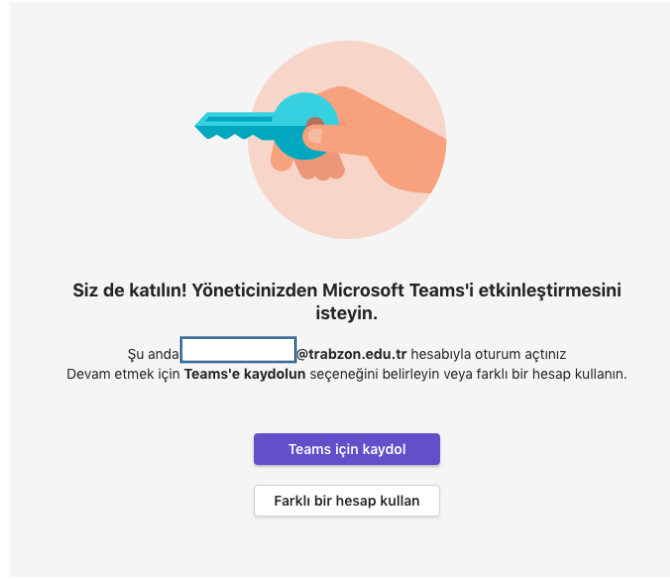 Siz de katılın! Yöneticinizden Microsoft Teams'i etkinleştirmesini
isteyin.
Şu anda @trabzon.edu.tr hesabıyla oturum açtınız
Devam etmek için Teams'e kaydolun seçeneğini belirleyin veya farklı bir hesap kullanın.
Teams için kaydol
Farklı bir hesap kullan